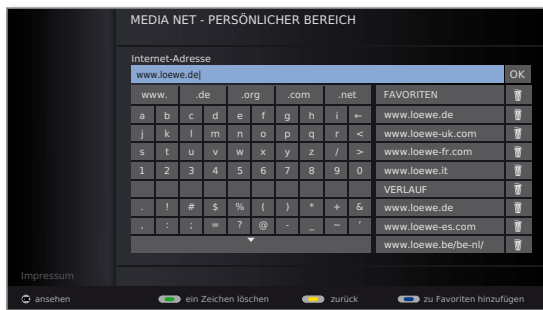 MEDIA NET - PERSÖNLICHER BEREICH
Internet-Adresse
www.loewe.de| OK
www. .de .org .com .net FAVORITEN
a b c d e f g h i ← www.loewe.de
j k l m n o p q r < www.loewe-uk.com
s t u v w x y z / > www.loewe-fr.com
1 2 3 4 5 6 7 8 9 0 www.loewe.it
VERLAUF
. ! # $ % ( ) * + & www.loewe.de
, : ; = ? @ - _ ~ ' www.loewe-es.com
www.loewe.be/be-nl/
Impressum
ansehen ein Zeichen löschen zurück zu Favoriten hinzufügen